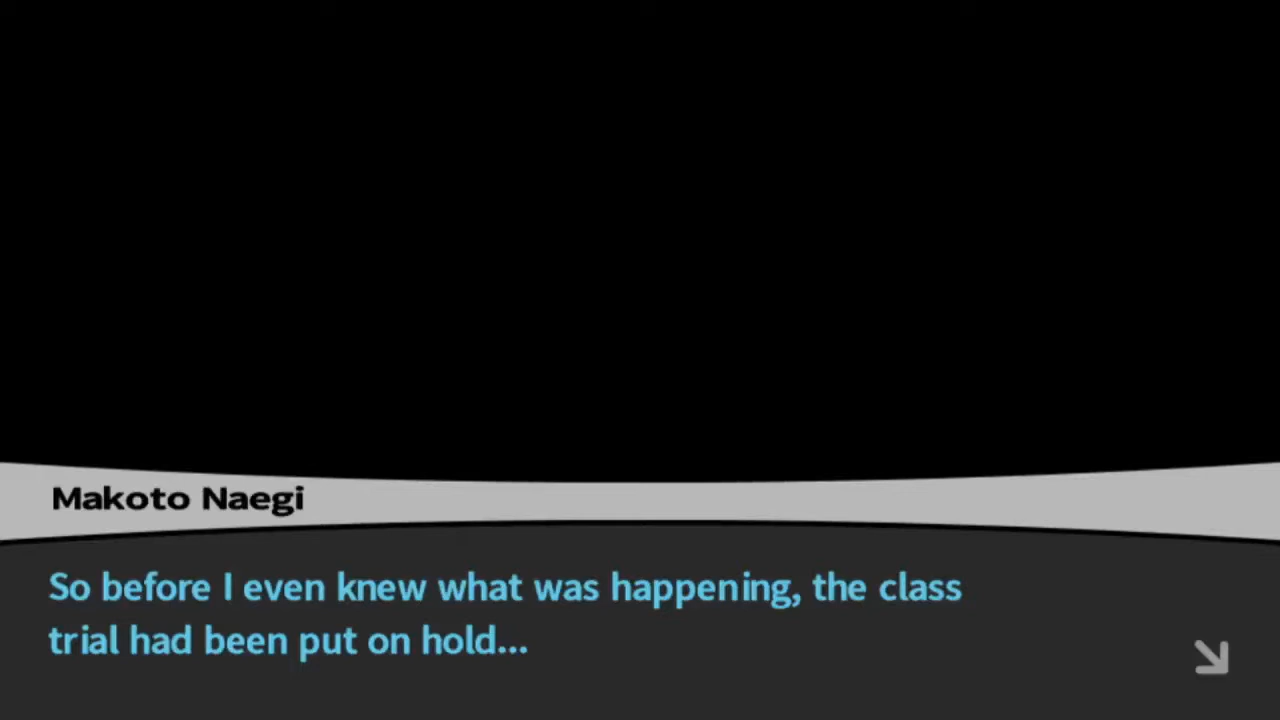 Makoto Naegi
So before I even knew what was happening, the class
trial had been put on hold...